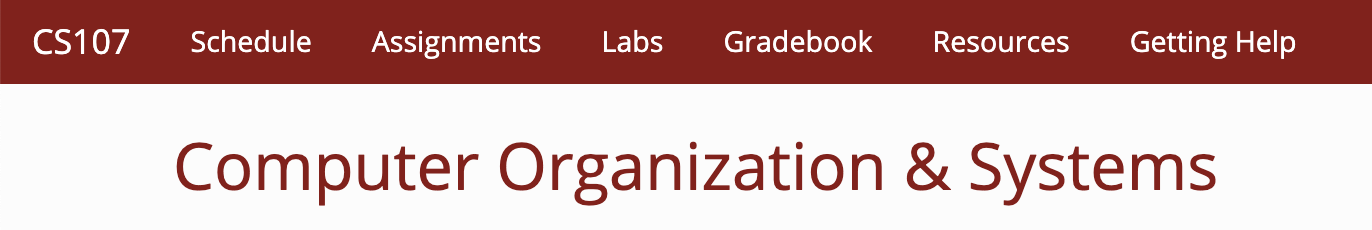 CS107 Schedule Assignments Labs Gradebook Resources Getting Help
Computer Organization & Systems